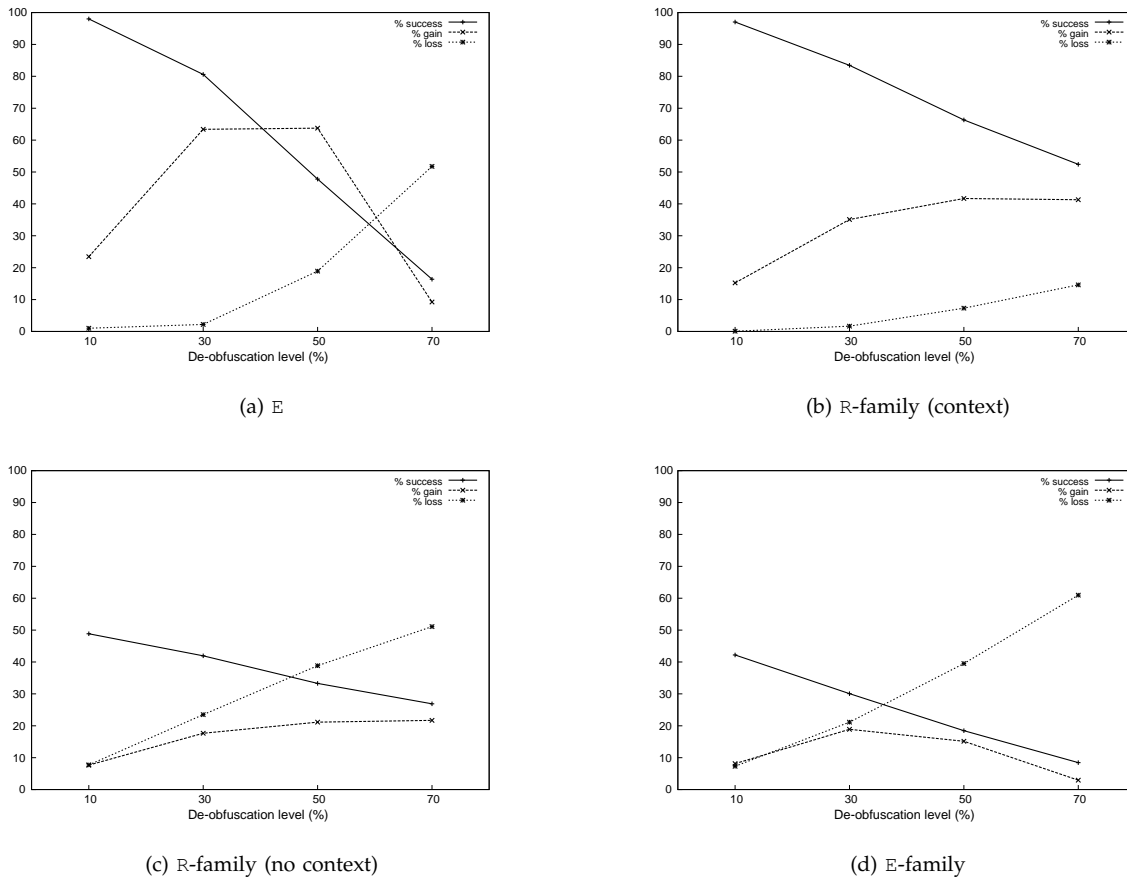 100
90
80
70
60
50
40
30
20
10
0
10 30 50 70
De-obfuscation level (%)
% success
% gain
% loss
(a) E
100
90
80
70
60
50
40
30
20
10
0
10 30 50 70
De-obfuscation level (%)
% success
% gain
% loss
(b) R-family (context)
100
90
80
70
60
50
40
30
20
10
0
10 30 50 70
De-obfuscation level (%)
% success
% gain
% loss
(c) R-family (no context)
100
90
80
70
60
50
40
30
20
10
0
10 30 50 70
De-obfuscation level (%)
% success
% gain
% loss
(d) E-family